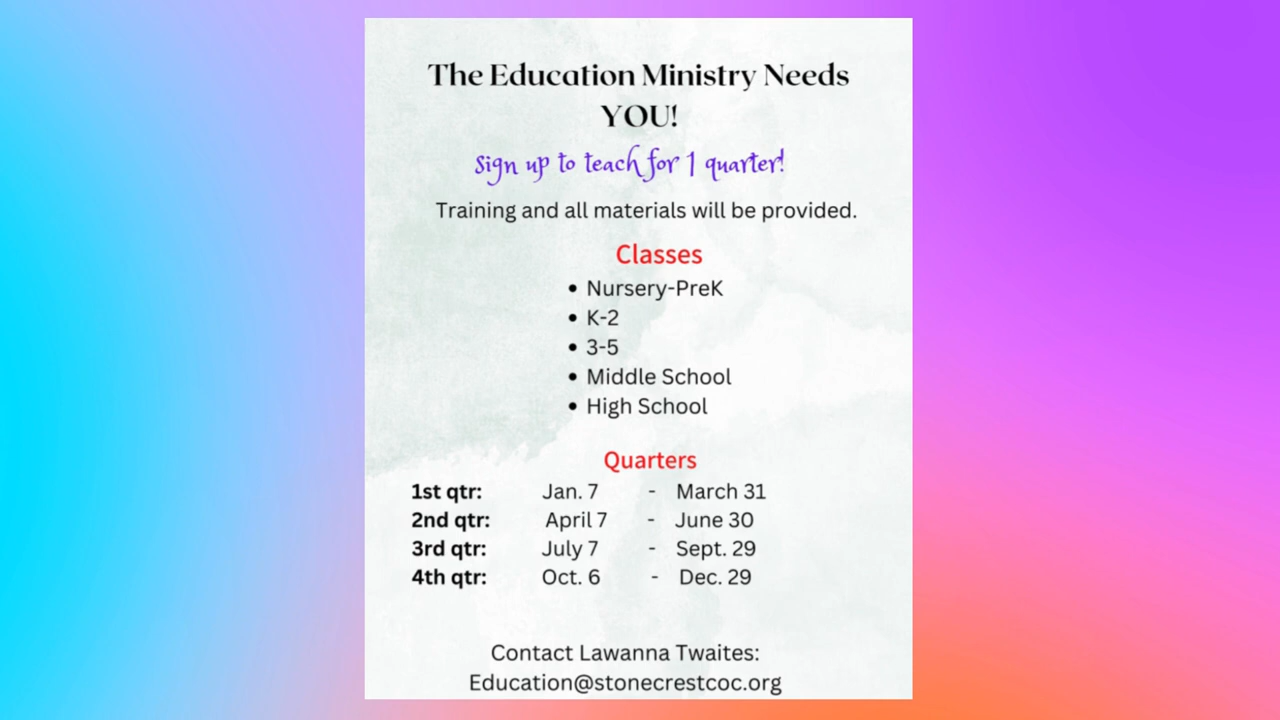 The Education Ministry Needs
YOU!
Sign up to teach for 1 quarter!
Training and all materials will be provided.
Classes
• Nursery-PreK
• K-2
• 3-5
• Middle School
• High School
Quarters
1st qtr: Jan. 7 - March 31
2nd qtr: April 7 - June 30
3rd qtr: July 7 - Sept. 29
4th qtr: Oct. 6 - Dec. 29
Contact Lawanna Twaites:
Education@stonecrestcoc.org